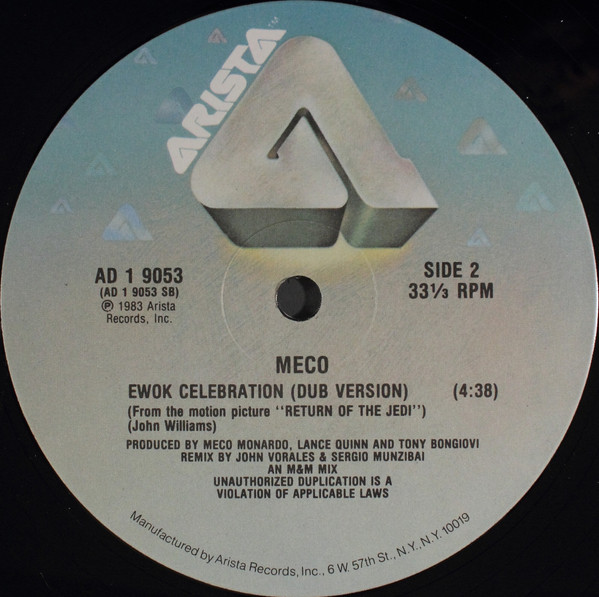 ARISTA™
AD 1 9053
(AD 1 9053 SB)
℗ 1983 Arista
Records, Inc.
SIDE 2
33⅓ RPM
MECO
EWOK CELEBRATION (DUB VERSION) (4:38)
(From the motion picture "RETURN OF THE JEDI")
(John Williams)
PRODUCED BY MECO MONARDO, LANCE QUINN AND TONY BONGIOVI
REMIX BY JOHN VORALES & SERGIO MUNZIBAI
AN M&M MIX
UNAUTHORIZED DUPLICATION IS A
VIOLATION OF APPLICABLE LAWS
Manufactured by Arista Records, Inc., 6 W. 57th St., N.Y., N.Y. 10019